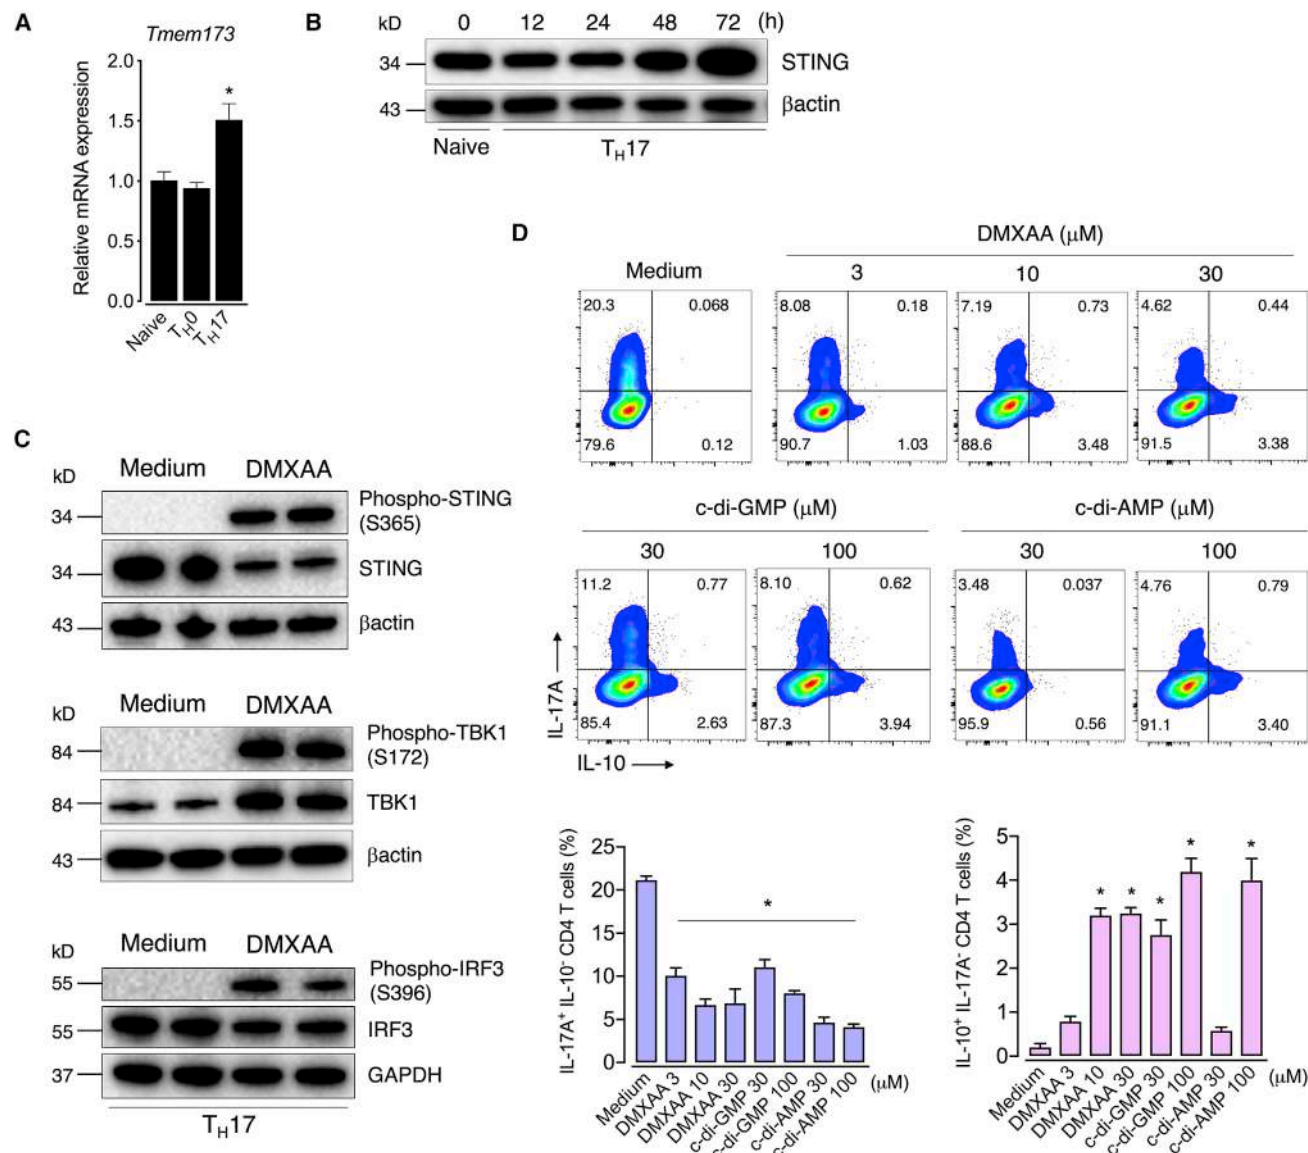 A
Tmem173
Relative mRNA expression
2.0
1.5
1.0
0.5
0.0
*
Naive
TH0
TH17
B
kD 0 12 24 48 72 (h)
34 STING
43 βactin
Naive TH17
C
kD Medium DMXAA
34 Phospho-STING
(S365)
34 STING
43 βactin
kD Medium DMXAA
84 Phospho-TBK1
(S172)
84 TBK1
43 βactin
kD Medium DMXAA
55 Phospho-IRF3
(S396)
55 IRF3
37 GAPDH
TH17
D
DMXAA (μM)
Medium 3 10 30
20.3 0.068 8.08 0.18 7.19 0.73 4.62 0.44
79.6 0.12 90.7 1.03 88.6 3.48 91.5 3.38
c-di-GMP (μM) c-di-AMP (μM)
30 100 30 100
11.2 0.77 8.10 0.62 3.48 0.037 4.76 0.79
85.4 2.63 87.3 3.94 95.9 0.56 91.1 3.40
IL-17A
IL-10
IL-17A+ IL-10- CD4 T cells (%)
25
20
15
10
5
0
*
Medium
DMXAA 3
DMXAA 10
DMXAA 30
c-di-GMP 30
c-di-GMP 100
c-di-AMP 30
c-di-AMP 100
(μM)
IL-10+ IL-17A- CD4 T cells (%)
5
4
3
2
1
0
* * * * *
Medium
DMXAA 3
DMXAA 10
DMXAA 30
c-di-GMP 30
c-di-GMP 100
c-di-AMP 30
c-di-AMP 100
(μM)